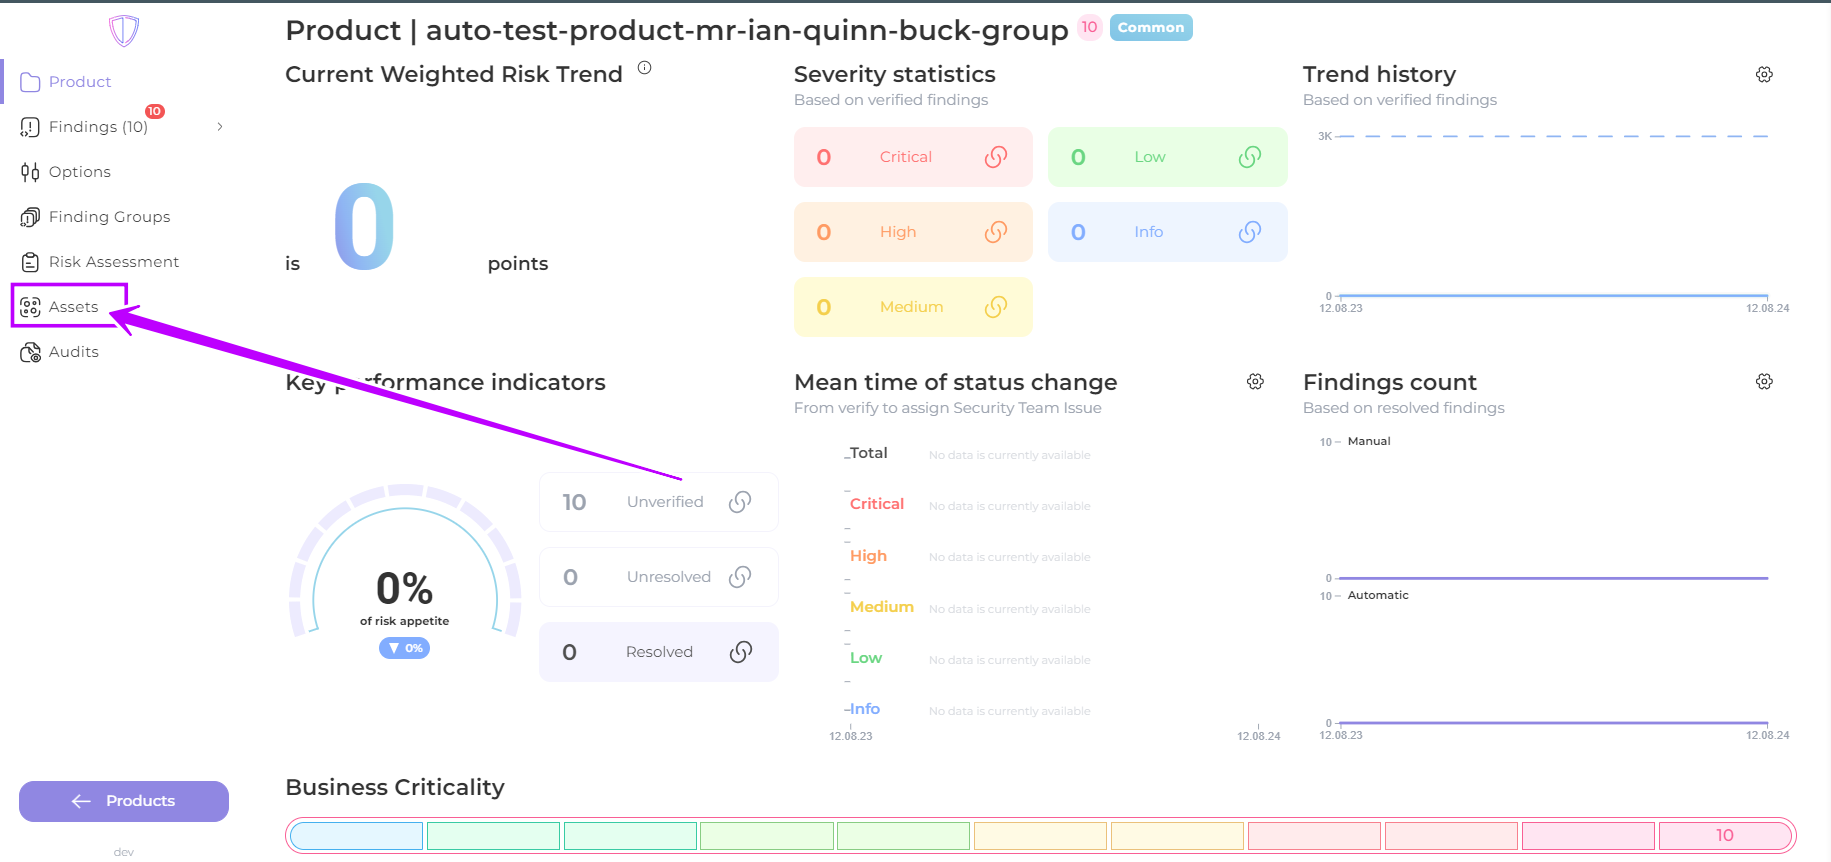 Product | auto-test-product-mr-ian-quinn-buck-group 10 Common
Product
Findings (10) 10
Options
Finding Groups
Risk Assessment
Assets
Audits
Products
dev
Current Weighted Risk Trend
is 0 points
Severity statistics
Based on verified findings
0 Critical
0 Low
0 High
0 Info
0 Medium
Trend history
Based on verified findings
3K
0
12.08.23 12.08.24
Key performance indicators
0%
of risk appetite
▼ 0%
10 Unverified
0 Unresolved
0 Resolved
Mean time of status change
From verify to assign Security Team Issue
Total No data is currently available
Critical No data is currently available
High No data is currently available
Medium No data is currently available
Low No data is currently available
Info No data is currently available
12.08.23 12.08.24
Findings count
Based on resolved findings
10 Manual
0
10 Automatic
0
12.08.23 12.08.24
Business Criticality
10